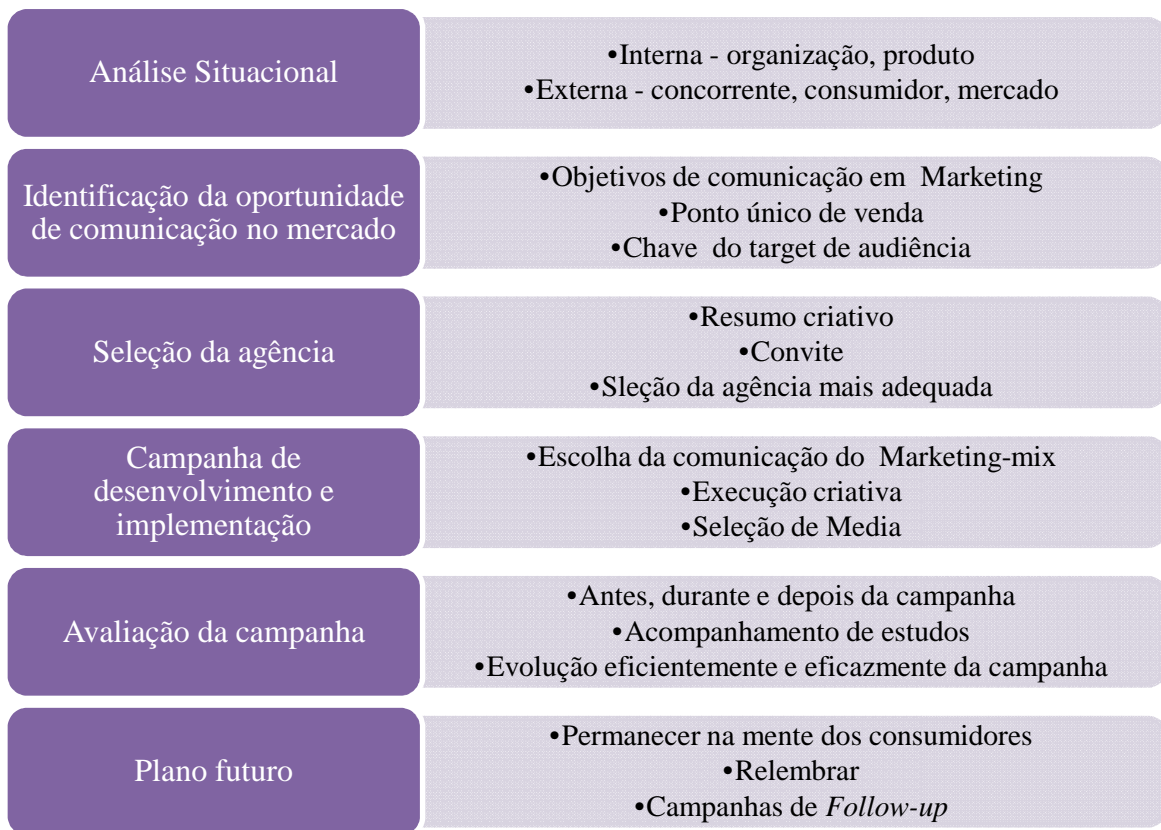 Análise Situacional
•Interna - organização, produto
•Externa - concorrente, consumidor, mercado
Identificação da oportunidade
de comunicação no mercado
•Objetivos de comunicação em Marketing
•Ponto único de venda
•Chave do target de audiência
Seleção da agência
•Resumo criativo
•Convite
•Sleção da agência mais adequada
Campanha de
desenvolvimento e
implementação
•Escolha da comunicação do Marketing-mix
•Execução criativa
•Seleção de Media
Avaliação da campanha
•Antes, durante e depois da campanha
•Acompanhamento de estudos
•Evolução eficientemente e eficazmente da campanha
Plano futuro
•Permanecer na mente dos consumidores
•Relembrar
•Campanhas de Follow-up